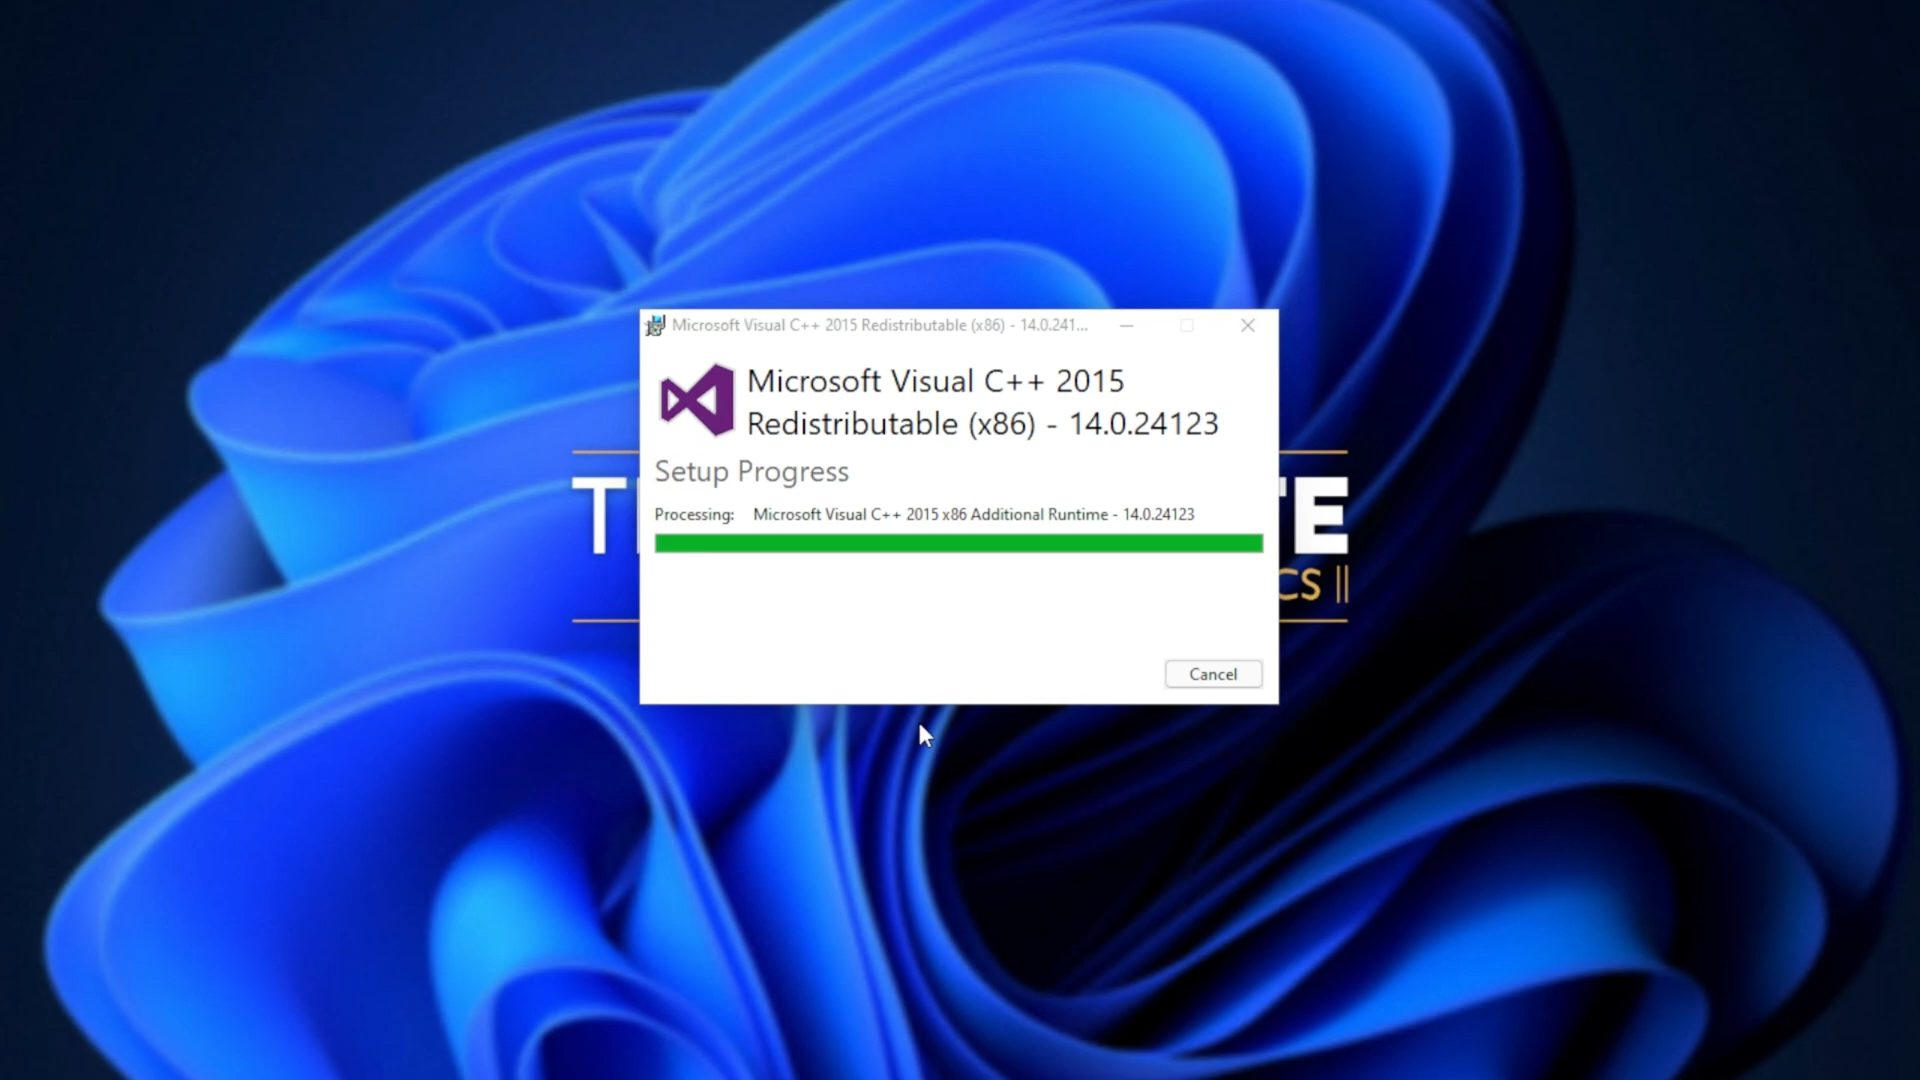 Microsoft Visual C++ 2015 Redistributable (x86) - 14.0.241...
Microsoft Visual C++ 2015
Redistributable (x86) - 14.0.24123
Setup Progress
Processing: Microsoft Visual C++ 2015 x86 Additional Runtime - 14.0.24123
Cancel